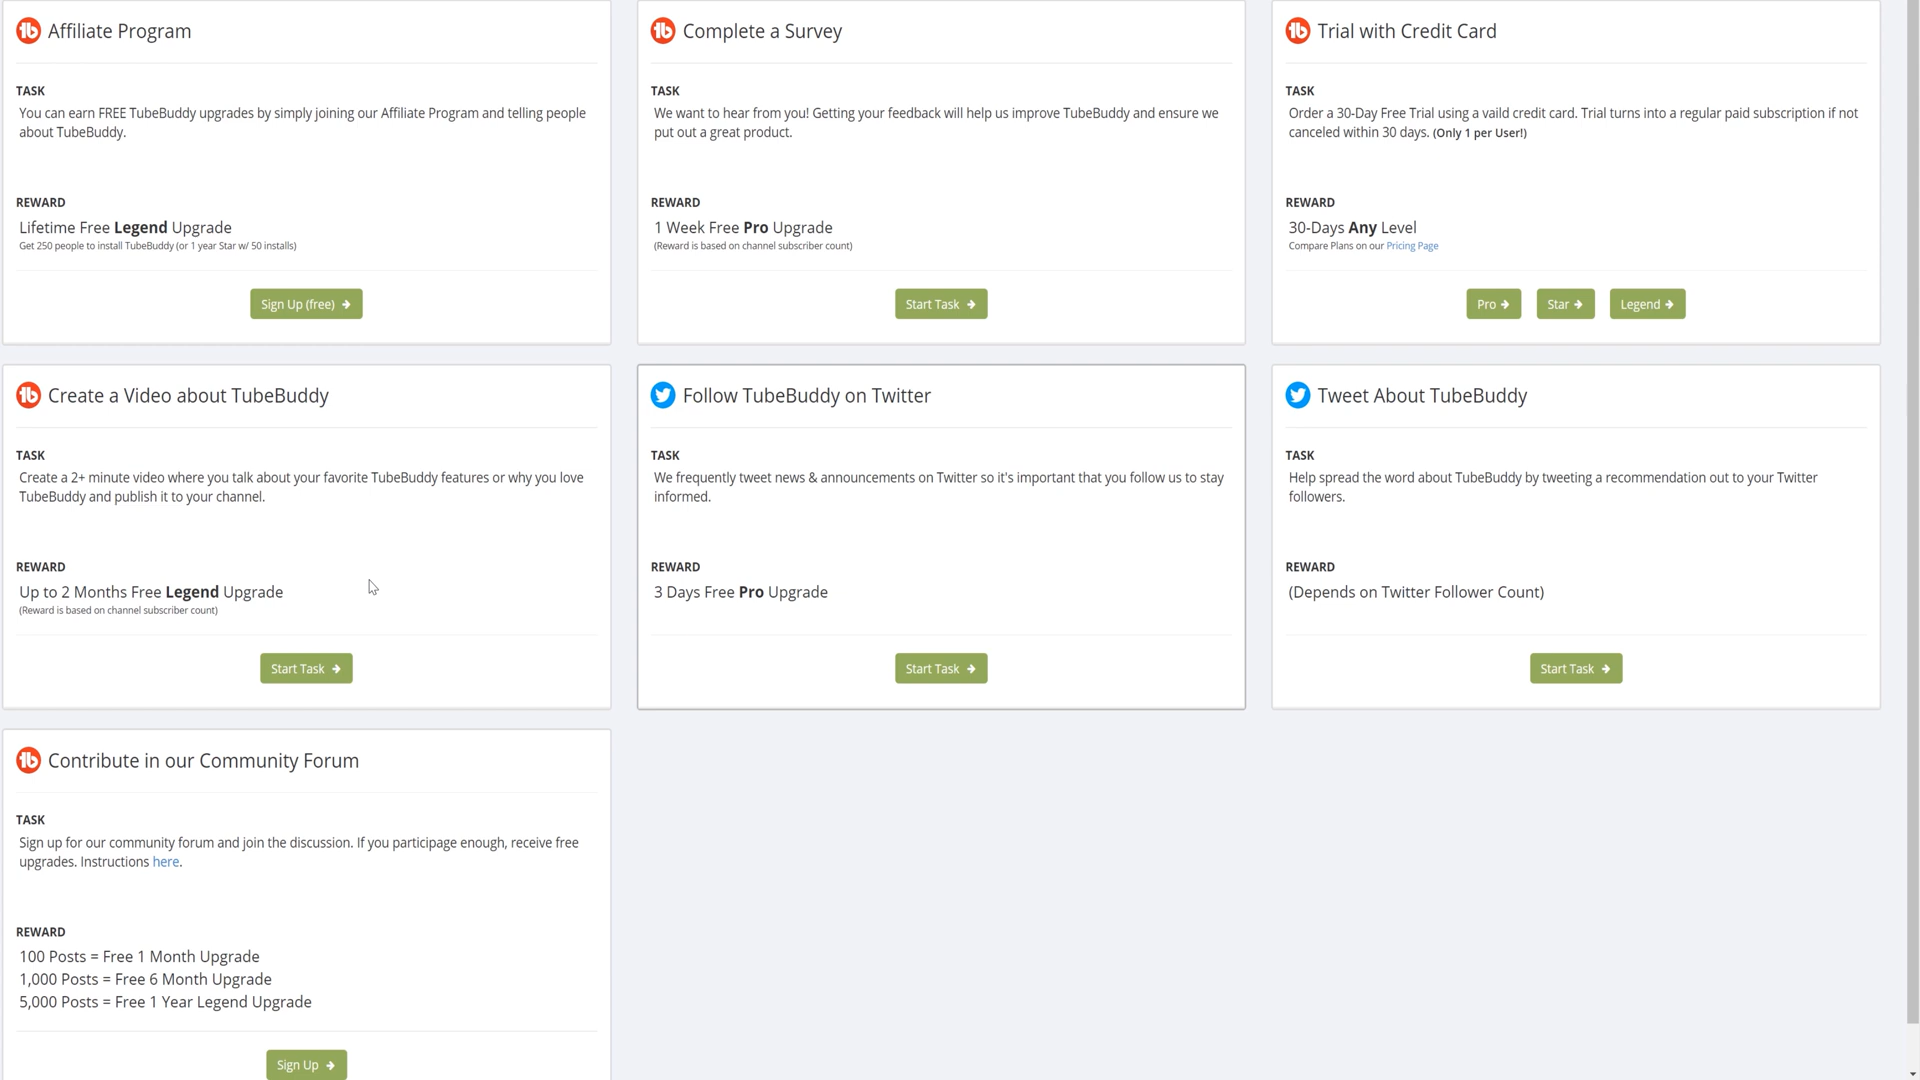 Affiliate Program
TASK
You can earn FREE TubeBuddy upgrades by simply joining our Affiliate Program and telling people
about TubeBuddy.
REWARD
Lifetime Free Legend Upgrade
Get 250 people to install TubeBuddy (or 1 year Star w/ 50 installs)
Sign Up (free)
Complete a Survey
TASK
We want to hear from you! Getting your feedback will help us improve TubeBuddy and ensure we
put out a great product.
REWARD
1 Week Free Pro Upgrade
(Reward is based on channel subscriber count)
Start Task
Trial with Credit Card
TASK
Order a 30-Day Free Trial using a vaild credit card. Trial turns into a regular paid subscription if not
canceled within 30 days. (Only 1 per User!)
REWARD
30-Days Any Level
Compare Plans on our Pricing Page
Pro
Star
Legend
Create a Video about TubeBuddy
TASK
Create a 2+ minute video where you talk about your favorite TubeBuddy features or why you love
TubeBuddy and publish it to your channel.
REWARD
Up to 2 Months Free Legend Upgrade
(Reward is based on channel subscriber count)
Start Task
Follow TubeBuddy on Twitter
TASK
We frequently tweet news & announcements on Twitter so it's important that you follow us to stay
informed.
REWARD
3 Days Free Pro Upgrade
Start Task
Tweet About TubeBuddy
TASK
Help spread the word about TubeBuddy by tweeting a recommendation out to your Twitter
followers.
REWARD
(Depends on Twitter Follower Count)
Start Task
Contribute in our Community Forum
TASK
Sign up for our community forum and join the discussion. If you participage enough, receive free
upgrades. Instructions here.
REWARD
100 Posts = Free 1 Month Upgrade
1,000 Posts = Free 6 Month Upgrade
5,000 Posts = Free 1 Year Legend Upgrade
Sign Up